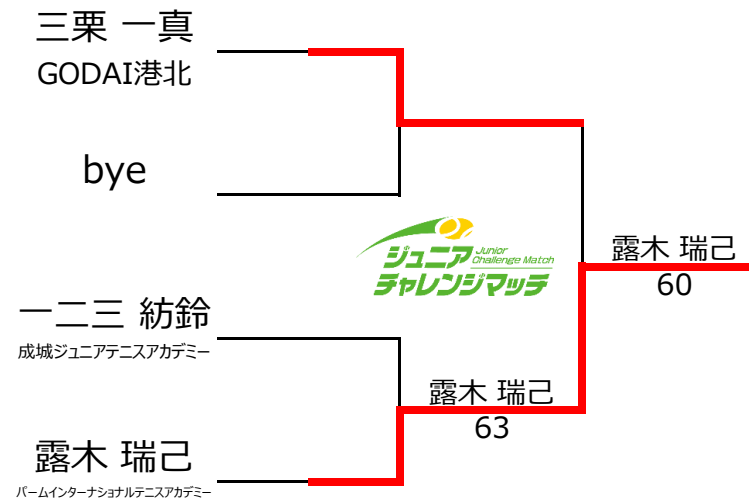 三栗 一真
GODAI港北
bye
ジュニア Junior Challenge Match
チャレンジマッチ
露木 瑞己
60
一二三 紡鈴
成城ジュニアテニスアカデミー
露木 瑞己
63
露木 瑞己
パームインターナショナルテニスアカデミー